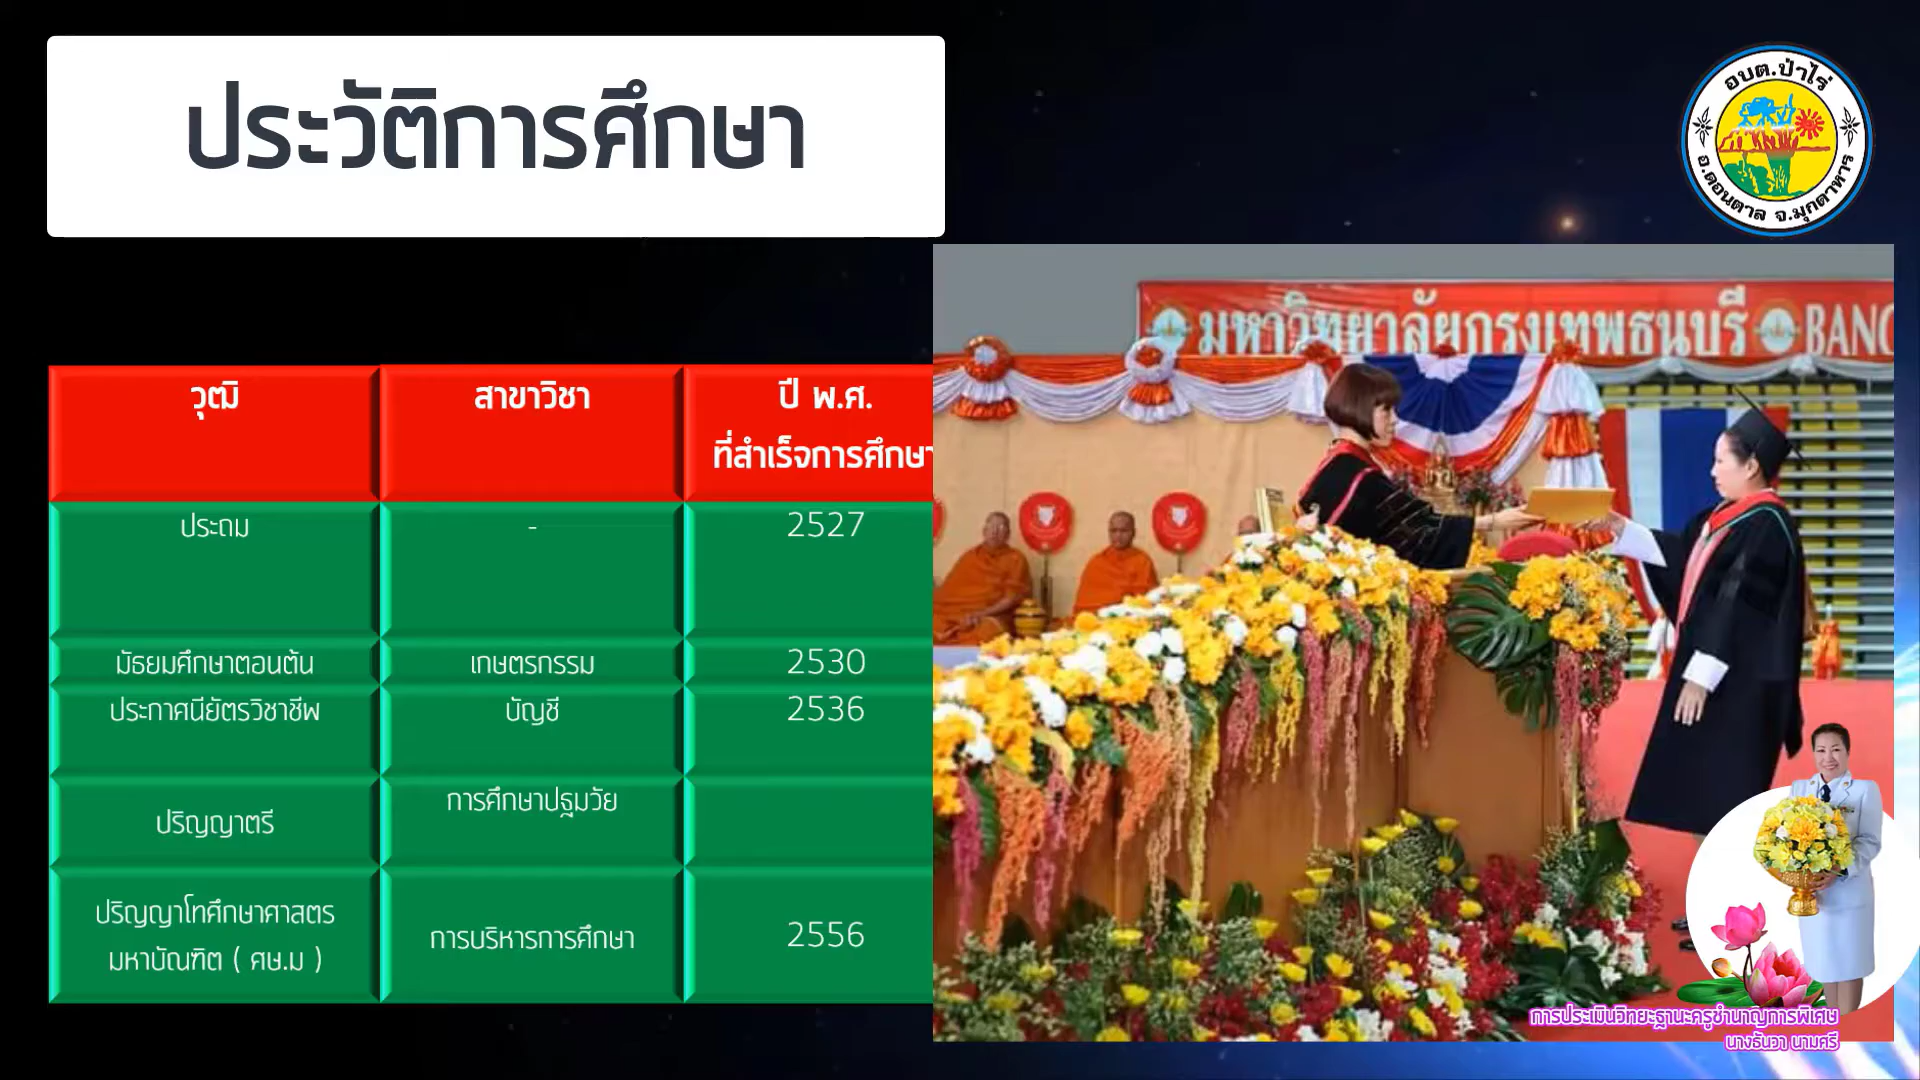 ประวัติการศึกษา
อบต.ป่าไร่
อ.ดอนตาล จ.มุกดาหาร
มหาวิทยาลัยกรุงเทพธนบุรี BANG
วุฒิ สาขาวิชา ปี พ.ศ.
ที่สำเร็จการศึกษา
ประถม - 2527
มัธยมศึกษาตอนต้น เกษตรกรรม 2530
ประกาศนียัตรวิชาชีพ บัญชี 2536
ปริญญาตรี การศึกษาปฐมวัย
ปริญญาโทศึกษาศาสตร
มหาบัณฑิต ( ศษ.ม ) การบริหารการศึกษา 2556
การประเมินวิทยะฐานะครูชำนาญการพิเศษ
นางธันวา นามศรี